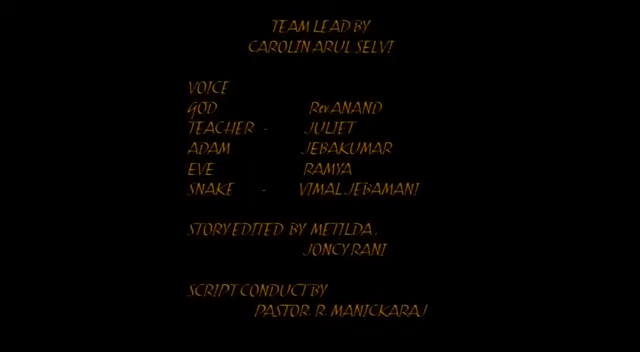 TEAM LEAD BY
CAROLIN ARUL SELVI
VOICE
GOD Rev.ANAND
TEACHER - JULIET
ADAM JEBAKUMAR
EVE RAMYA
SNAKE - VIMAL JEBAMANI
STORY EDITED BY METILDA.
JONCY RANI
SCRIPT CONDUCT BY
PASTOR. R. MANICKARAJ